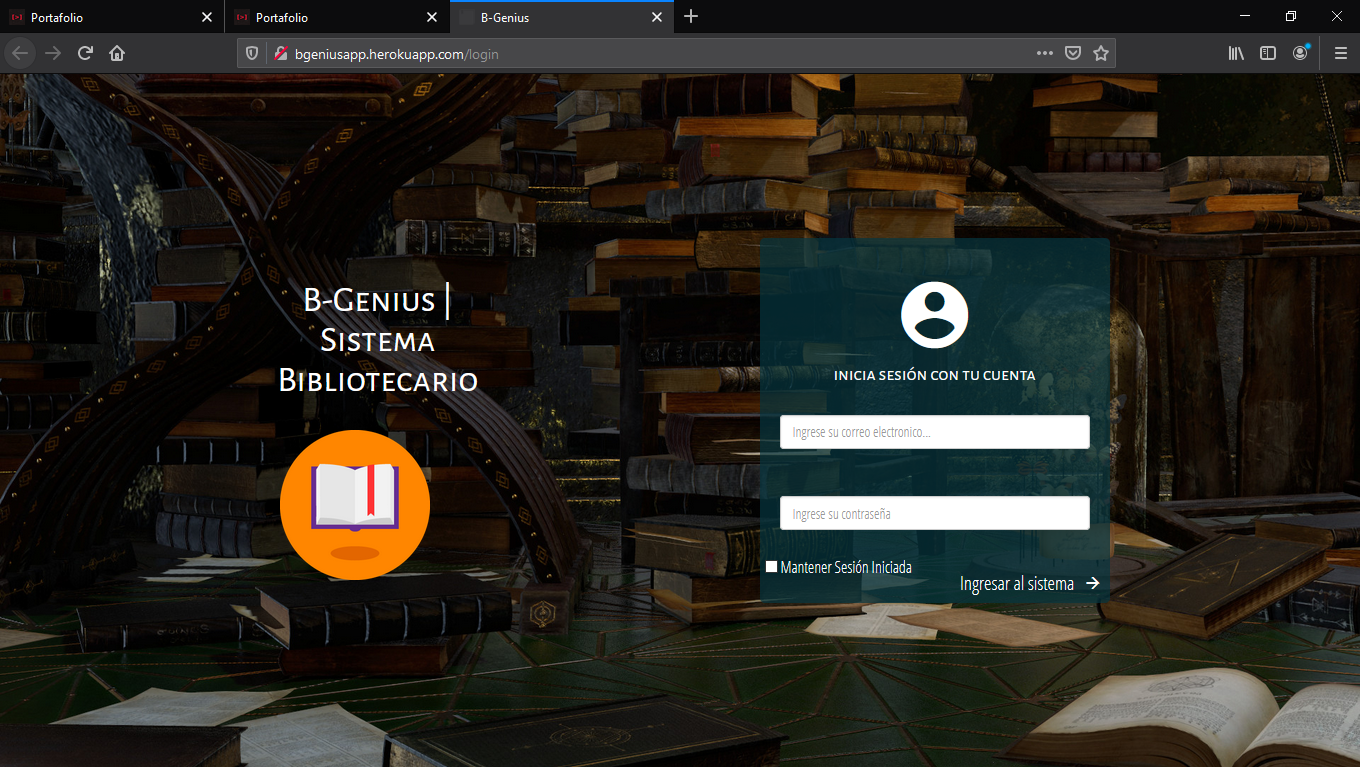 Portafolio
Portafolio
B-Genius
bgeniusapp.herokuapp.com/login
B-Genius |
Sistema
Bibliotecario
INICIA SESIÓN CON TU CUENTA
Ingrese su correo electronico...
Ingrese su contraseña
Mantener Sesión Iniciada
Ingresar al sistema